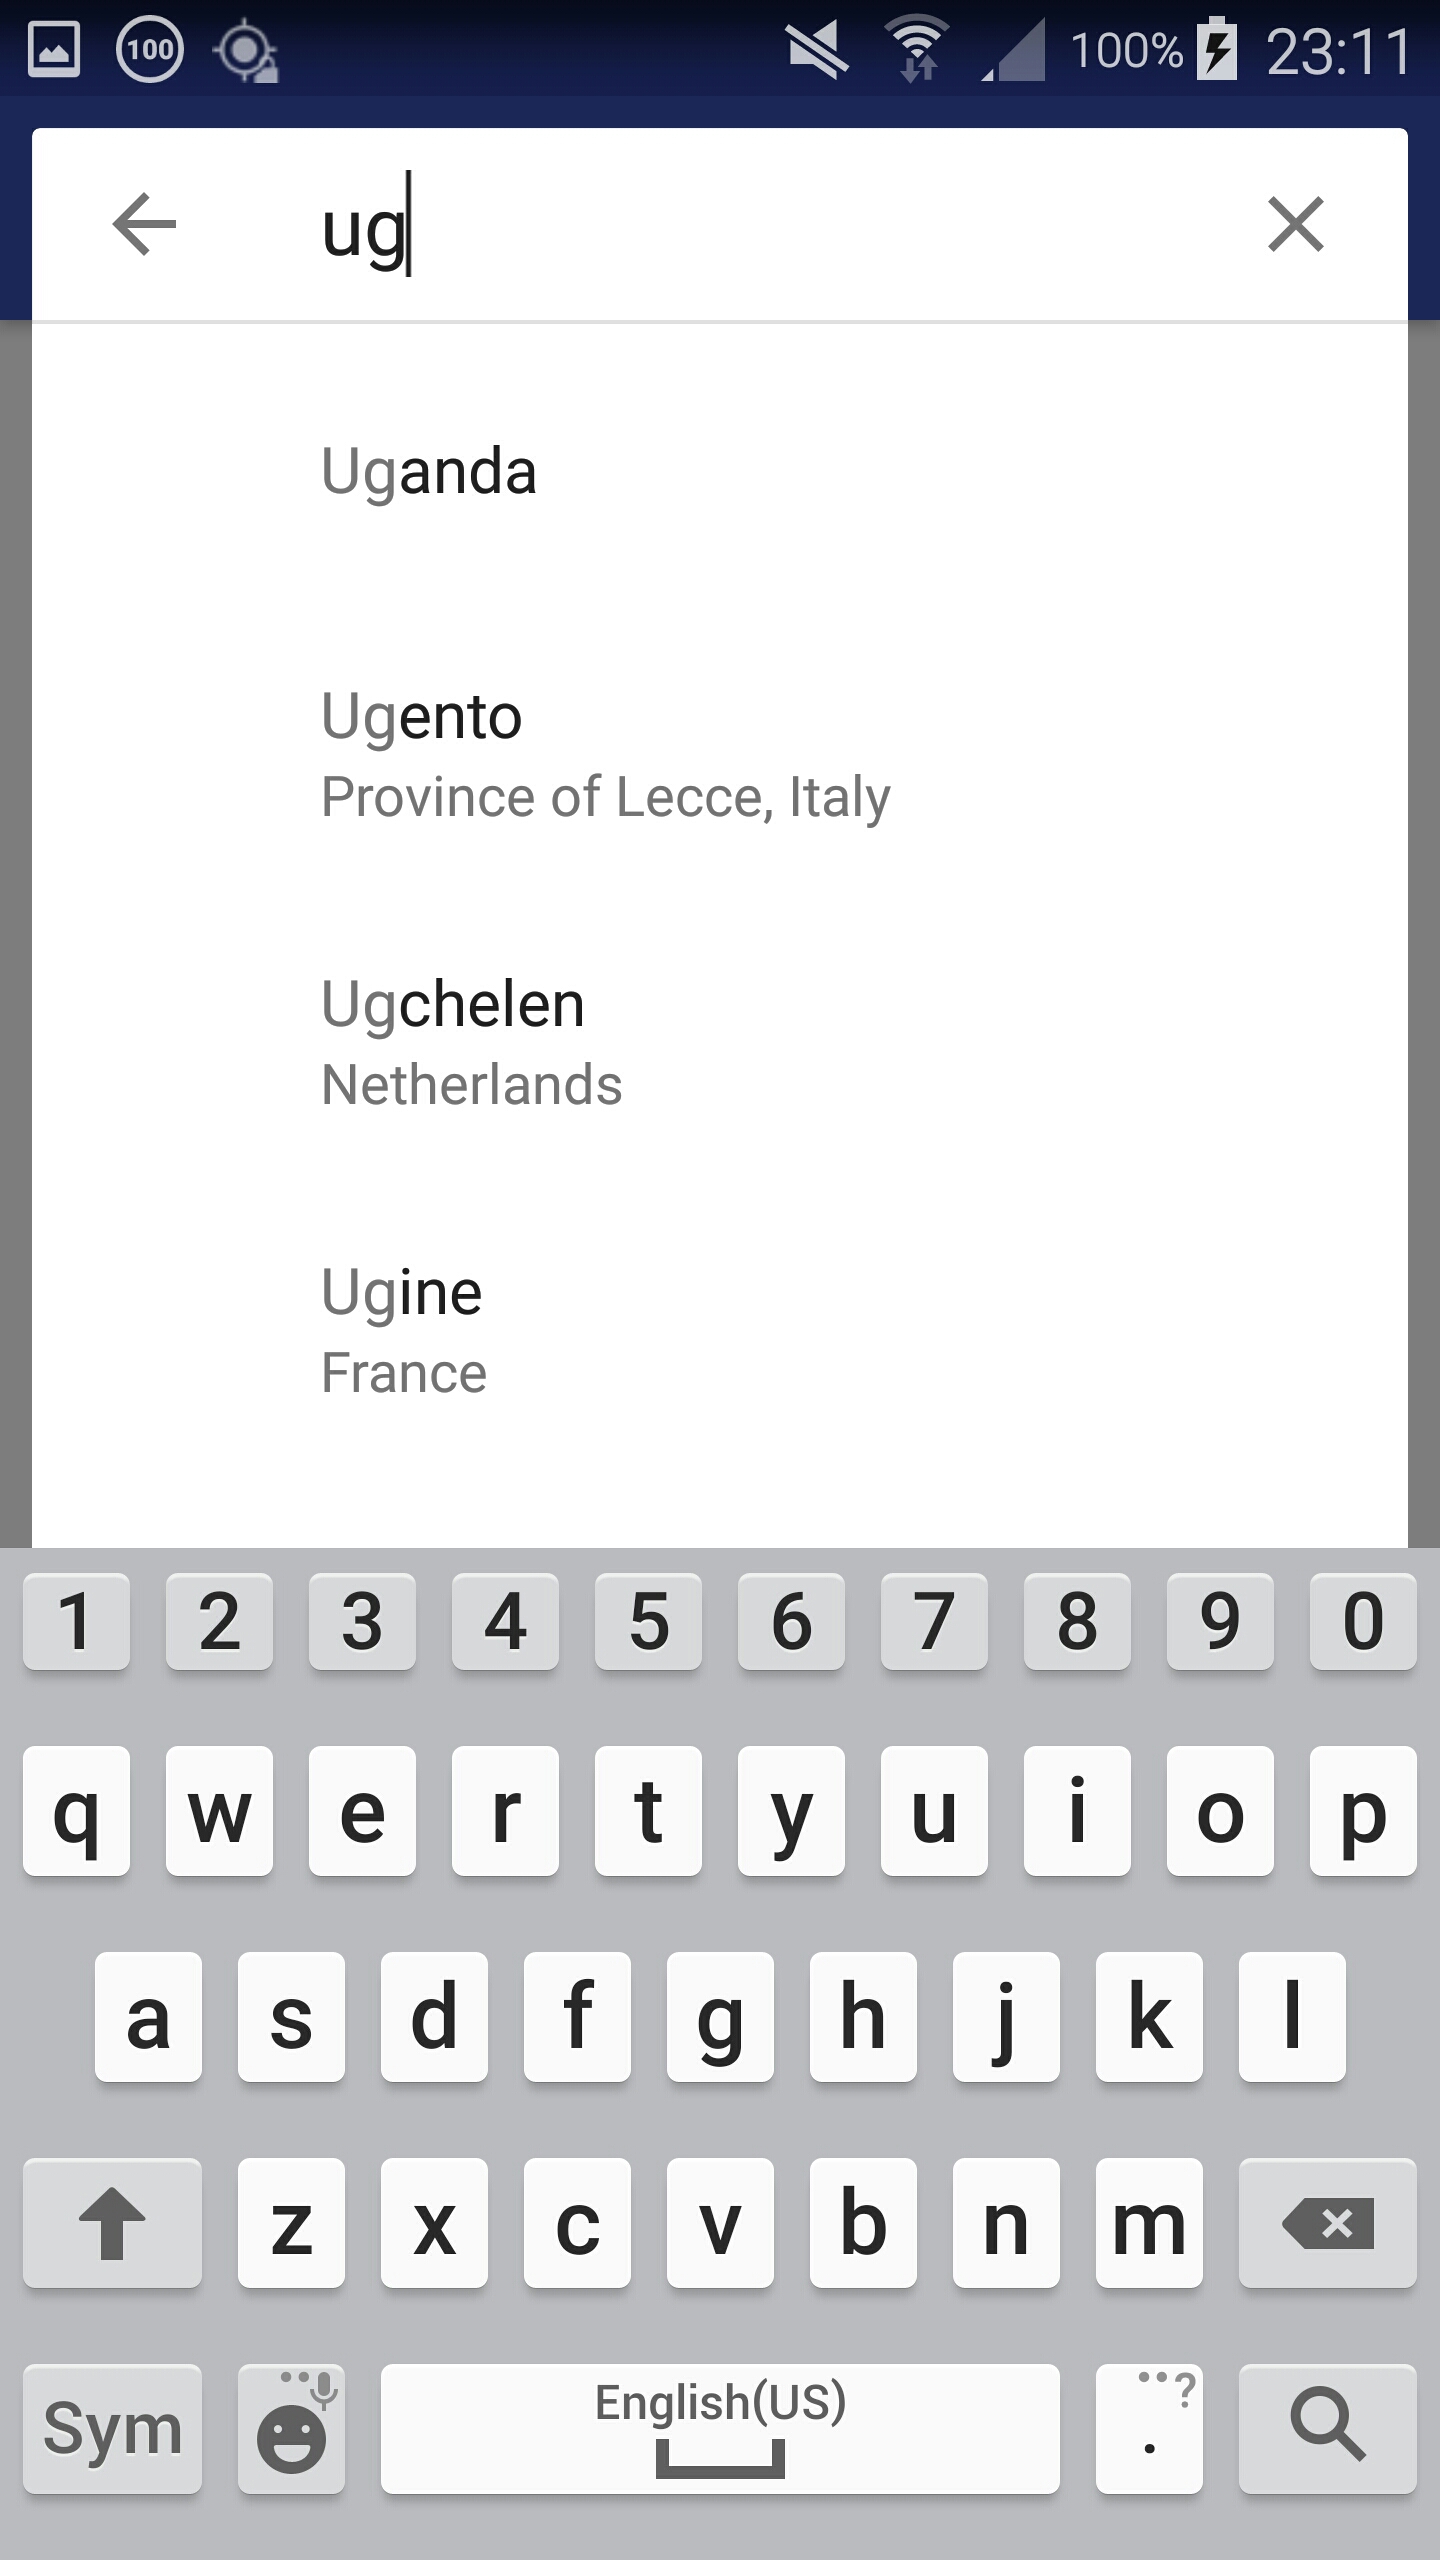 100 100% 23:11
ug
Uganda
Ugento
Province of Lecce, Italy
Ugchelen
Netherlands
Ugine
France
1 2 3 4 5 6 7 8 9 0
q w e r t y u i o p
a s d f g h j k l
z x c v b n m
Sym English(US) . ?